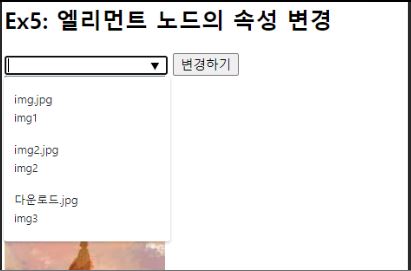 Ex5: 엘리먼트 노드의 속성 변경
변경하기
img.jpg
img1
img2.jpg
img2
다운로드.jpg
img3